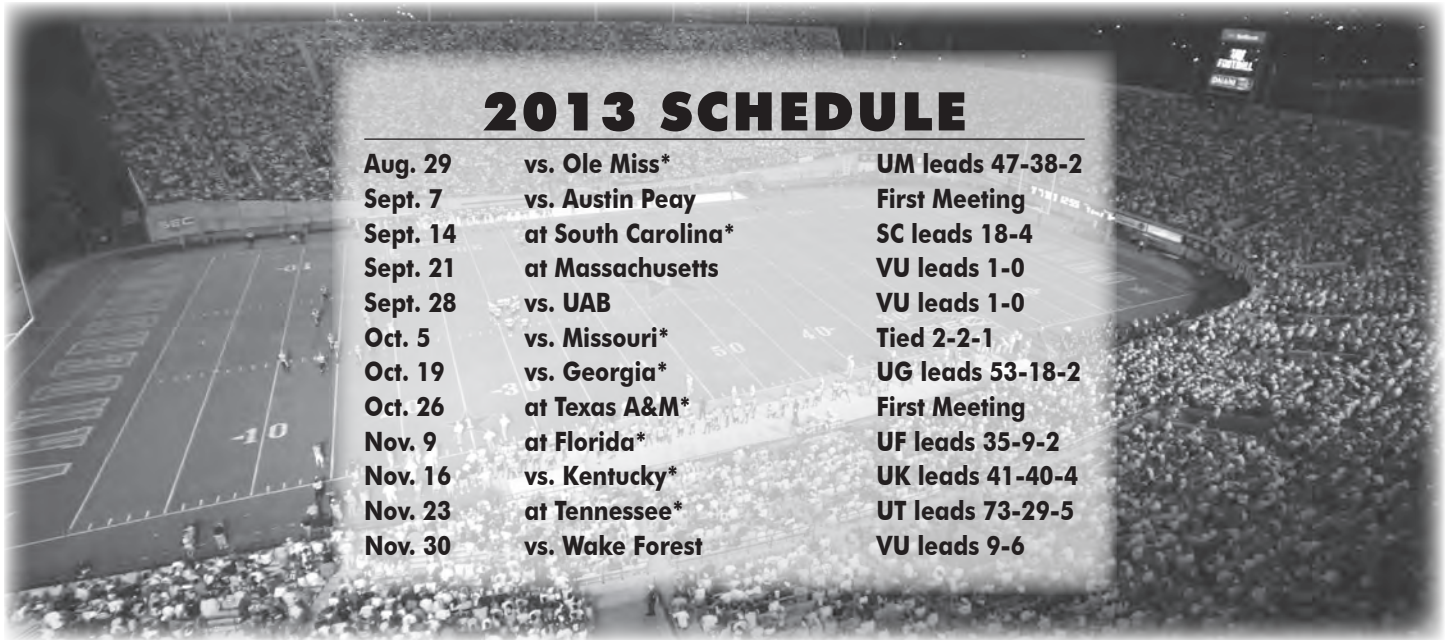 2013 SCHEDULE
Aug. 29 vs. Ole Miss* UM leads 47-38-2
Sept. 7 vs. Austin Peay First Meeting
Sept. 14 at South Carolina* SC leads 18-4
Sept. 21 at Massachusetts VU leads 1-0
Sept. 28 vs. UAB VU leads 1-0
Oct. 5 vs. Missouri* Tied 2-2-1
Oct. 19 vs. Georgia* UG leads 53-18-2
Oct. 26 at Texas A&M* First Meeting
Nov. 9 at Florida* UF leads 35-9-2
Nov. 16 vs. Kentucky* UK leads 41-40-4
Nov. 23 at Tennessee* UT leads 73-29-5
Nov. 30 vs. Wake Forest VU leads 9-6
FOOTBALL
SEC
50
40
10